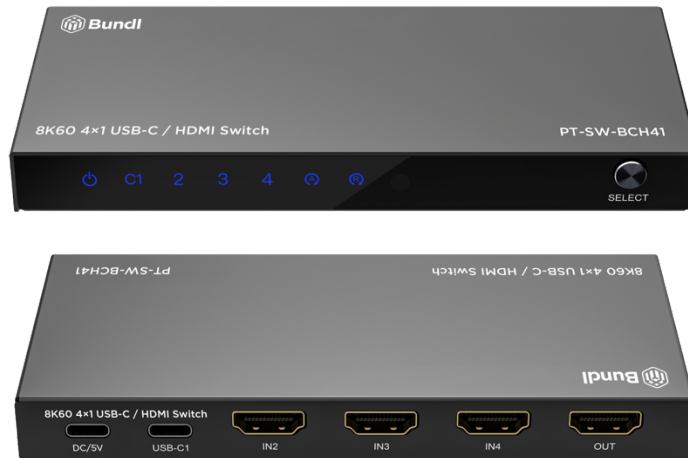 Bundl
8K60 4×1 USB-C / HDMI Switch
PT-SW-BCH41
C1 2 3 4 A R
SELECT
PT-SW-BCH41
8K60 4×1 USB-C / HDMI Switch
Bundl
8K60 4×1 USB-C / HDMI Switch
DC/5V
USB-C1
IN2
IN3
IN4
OUT